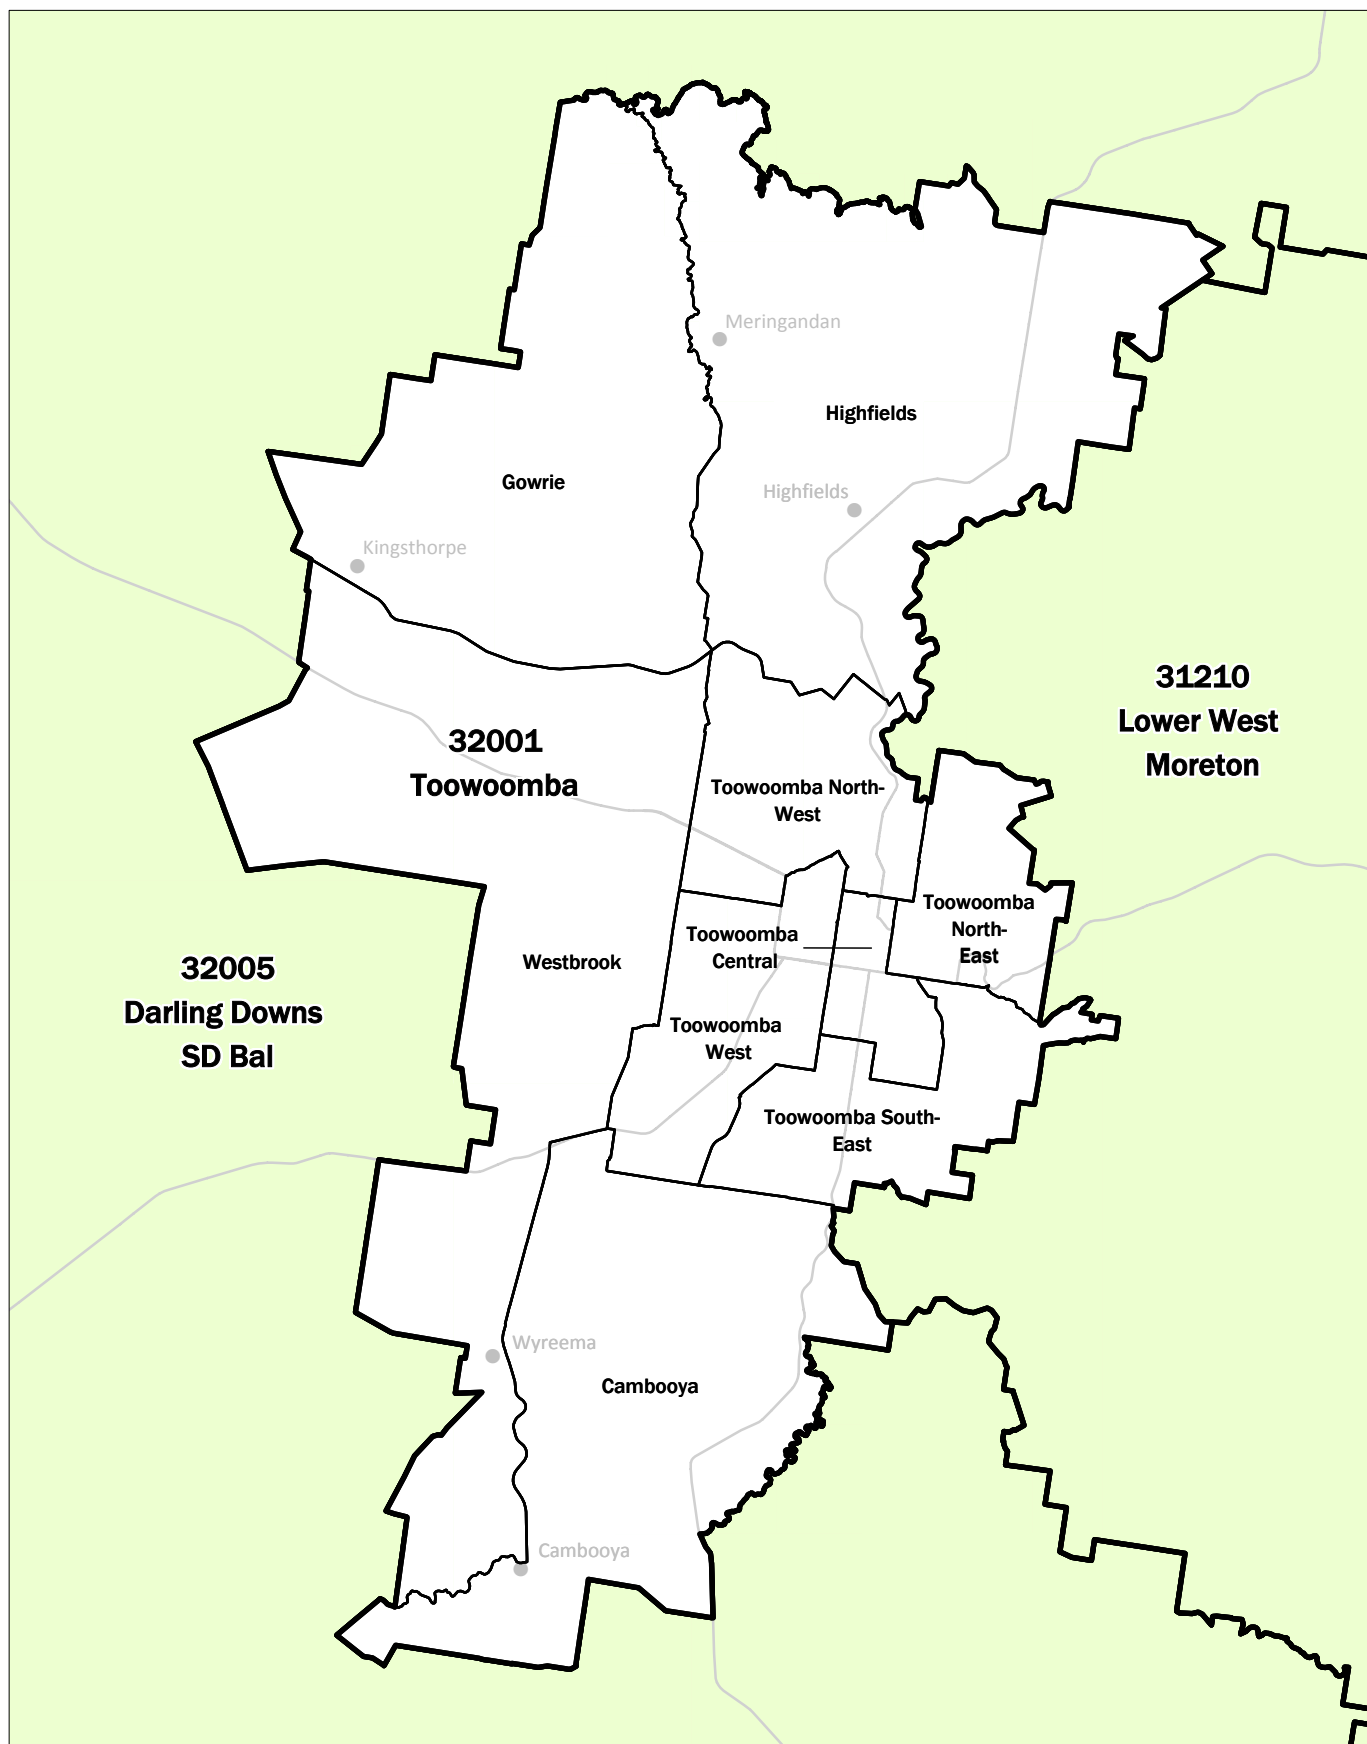 Meringandan
Highfields
Gowrie
Highfields
Kingsthorpe
31210
Lower West
Moreton
32001
Toowoomba
Toowoomba North-
West
Toowoomba
North-
East
Toowoomba
Central
Westbrook
32005
Darling Downs
SD Bal
Toowoomba
West
Toowoomba South-
East
Wyreema
Cambooya
Cambooya